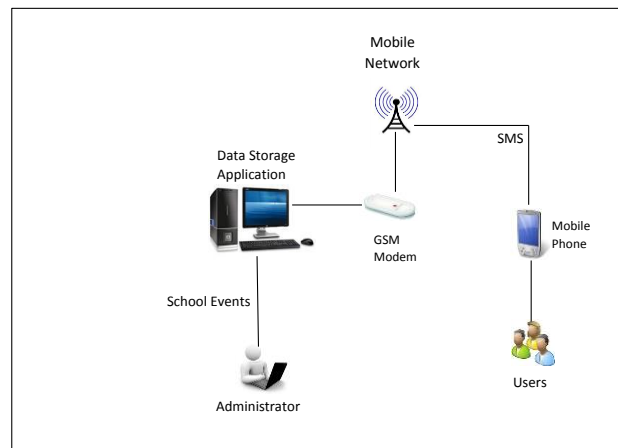 Mobile
Network
SMS
Data Storage
Application
GSM
Modem
Mobile
Phone
School Events
Users
Administrator